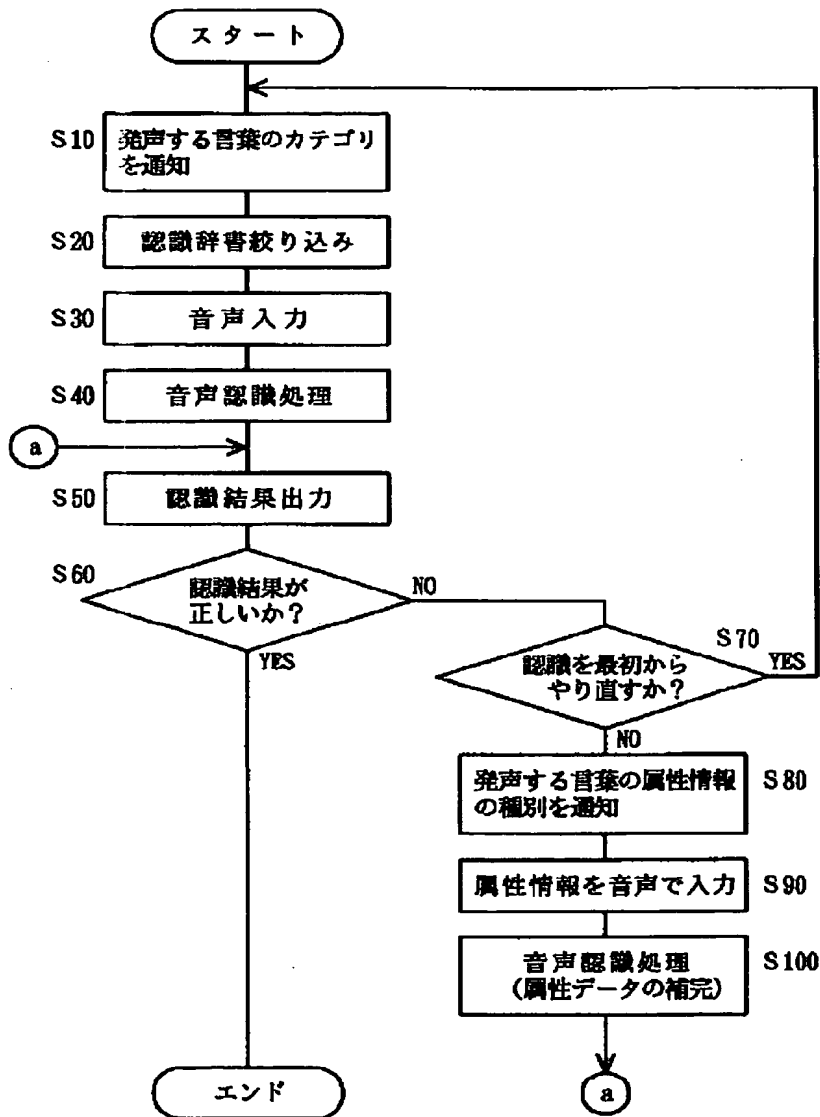 スタート
S10
発声する言葉のカテゴリ
を通知
S20
認識辞書絞り込み
S30
音声入力
S40
音声認識処理
a
S50
認識結果出力
S60
認識結果が
正しいか？
NO
YES
S70
認識を最初から
やり直すか？
YES
NO
発声する言葉の属性情報
の種別を通知
S80
属性情報を音声で入力
S90
音声認識処理
（属性データの補完）
S100
エンド
a